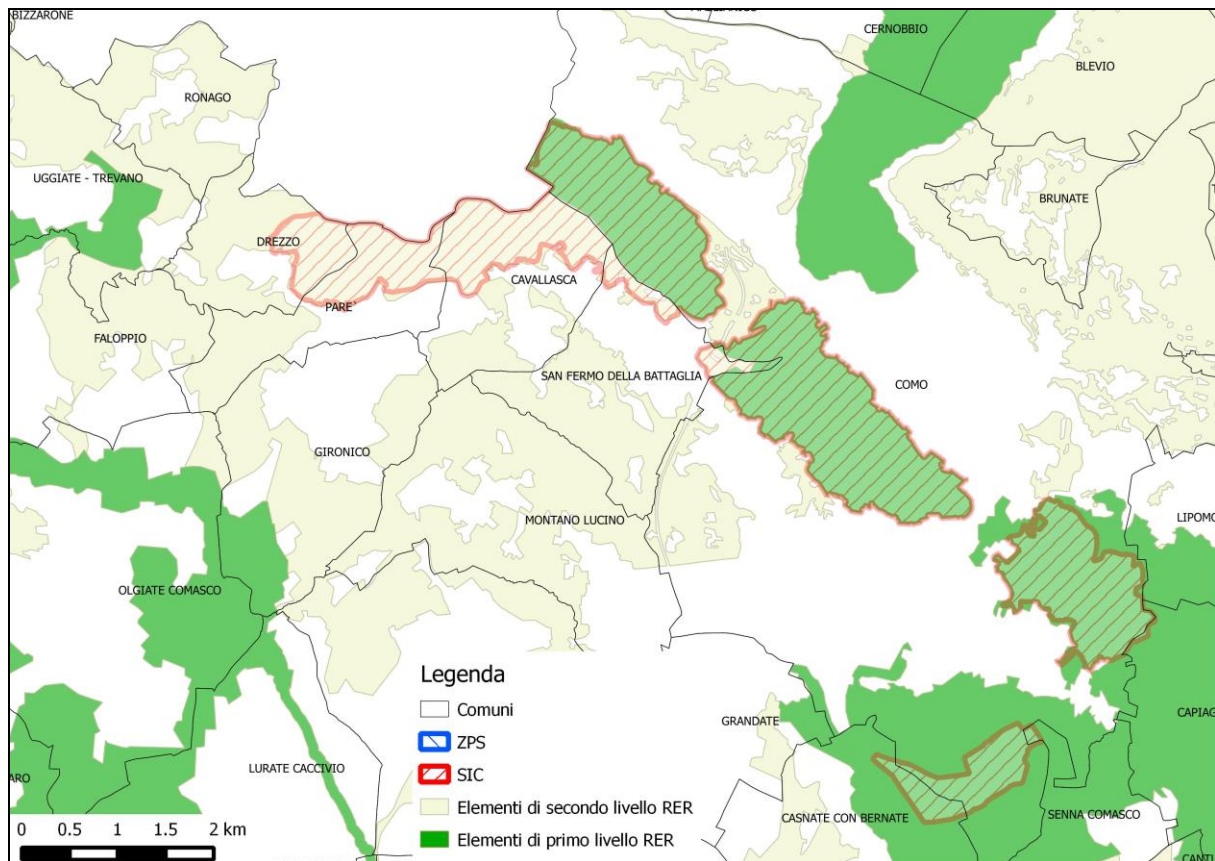 BIZZARONE
CERNOBBIO
BLEVIO
RONAGO
UGGIATE - TREVANO
BRUNATE
DREZZO
CAVALLASCA
PARE'
FALOPPIO
SAN FERMO DELLA BATTAGLIA
COMO
GIRONICO
MONTANO LUCINO
LIPOMO
OLGIATE COMASCO
Legenda
Comuni
ZPS
SIC
Elementi di secondo livello RER
Elementi di primo livello RER
GRANDATE
CAPIAG
LURATE CACCIVIO
ARO
CASNATE CON BERNATE
SENNA COMASCO
0 0.5 1 1.5 2 km